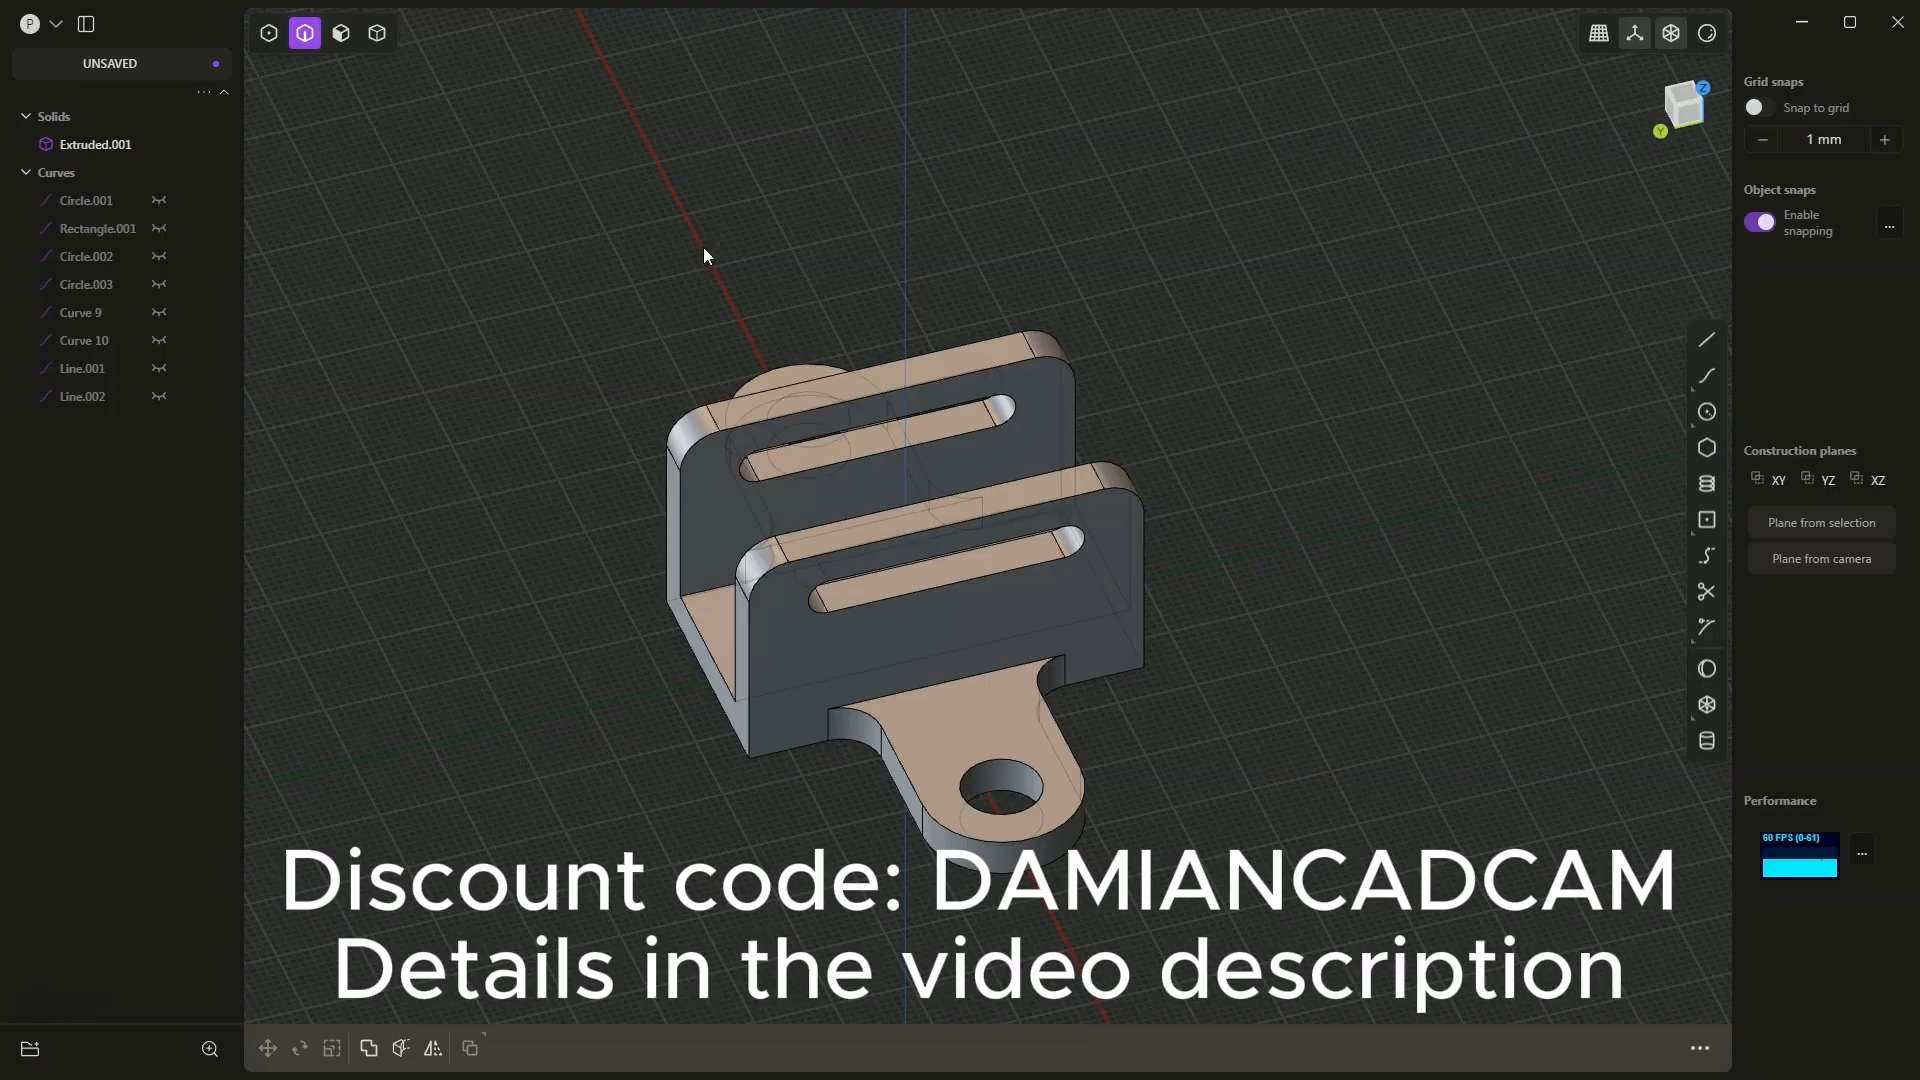 P
UNSAVED
Solids
Extruded.001
Curves
Circle.001
Rectangle.001
Circle.002
Circle.003
Curve 9
Curve 10
Line.001
Line.002
Z
Y
Grid snaps
Snap to grid
1 mm
Object snaps
Enable
snapping
Construction planes
XY YZ XZ
Plane from selection
Plane from camera
Performance
60 FPS (0-61)
Discount code: DAMIANCADCAM
Details in the video description